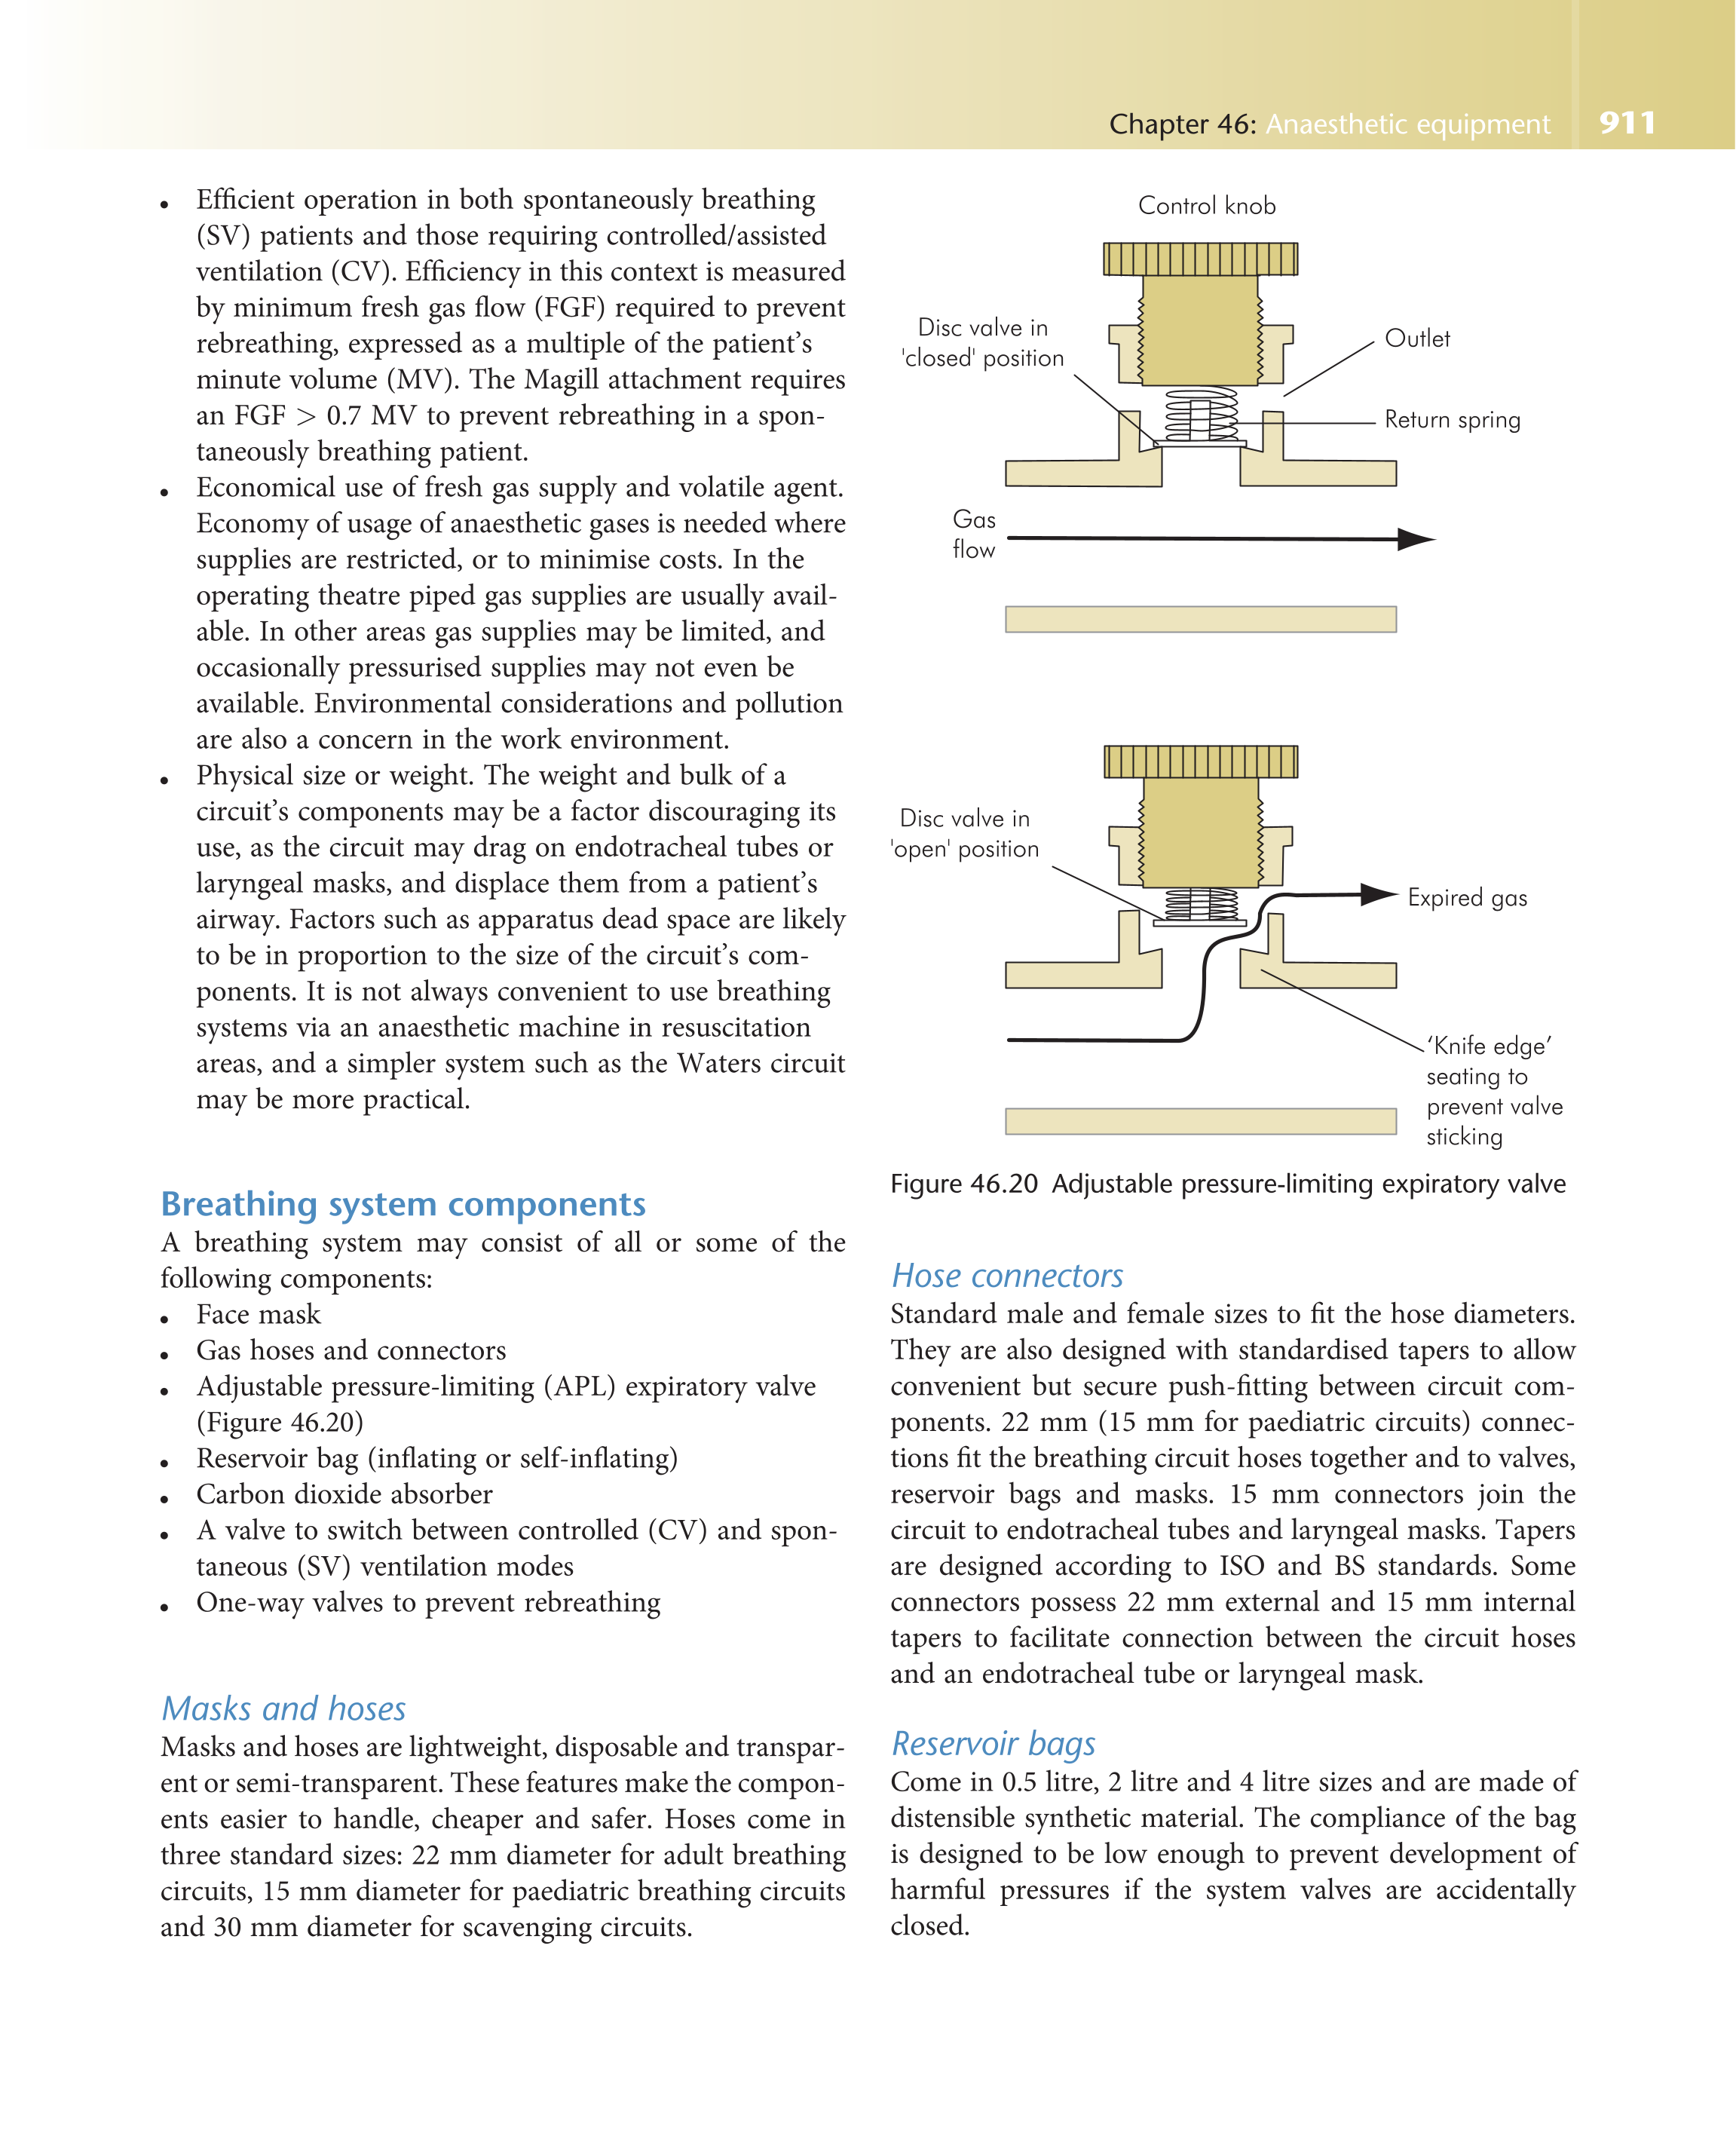 Chapter 46: Anaesthetic equipment 911
• Efficient operation in both spontaneously breathing
(SV) patients and those requiring controlled/assisted
ventilation (CV). Efficiency in this context is measured
by minimum fresh gas flow (FGF) required to prevent
rebreathing, expressed as a multiple of the patient’s
minute volume (MV). The Magill attachment requires
an FGF > 0.7 MV to prevent rebreathing in a spon-
taneously breathing patient.
• Economical use of fresh gas supply and volatile agent.
Economy of usage of anaesthetic gases is needed where
supplies are restricted, or to minimise costs. In the
operating theatre piped gas supplies are usually avail-
able. In other areas gas supplies may be limited, and
occasionally pressurised supplies may not even be
available. Environmental considerations and pollution
are also a concern in the work environment.
• Physical size or weight. The weight and bulk of a
circuit’s components may be a factor discouraging its
use, as the circuit may drag on endotracheal tubes or
laryngeal masks, and displace them from a patient’s
airway. Factors such as apparatus dead space are likely
to be in proportion to the size of the circuit’s com-
ponents. It is not always convenient to use breathing
systems via an anaesthetic machine in resuscitation
areas, and a simpler system such as the Waters circuit
may be more practical.
Breathing system components
A breathing system may consist of all or some of the
following components:
• Face mask
• Gas hoses and connectors
• Adjustable pressure-limiting (APL) expiratory valve
(Figure 46.20)
• Reservoir bag (inflating or self-inflating)
• Carbon dioxide absorber
• A valve to switch between controlled (CV) and spon-
taneous (SV) ventilation modes
• One-way valves to prevent rebreathing
Masks and hoses
Masks and hoses are lightweight, disposable and transpar-
ent or semi-transparent. These features make the compon-
ents easier to handle, cheaper and safer. Hoses come in
three standard sizes: 22 mm diameter for adult breathing
circuits, 15 mm diameter for paediatric breathing circuits
and 30 mm diameter for scavenging circuits.
Control knob
Disc valve in
'closed' position
Outlet
Return spring
Gas
flow
Disc valve in
'open' position
Expired gas
‘Knife edge’
seating to
prevent valve
sticking
Figure 46.20 Adjustable pressure-limiting expiratory valve
Hose connectors
Standard male and female sizes to fit the hose diameters.
They are also designed with standardised tapers to allow
convenient but secure push-fitting between circuit com-
ponents. 22 mm (15 mm for paediatric circuits) connec-
tions fit the breathing circuit hoses together and to valves,
reservoir bags and masks. 15 mm connectors join the
circuit to endotracheal tubes and laryngeal masks. Tapers
are designed according to ISO and BS standards. Some
connectors possess 22 mm external and 15 mm internal
tapers to facilitate connection between the circuit hoses
and an endotracheal tube or laryngeal mask.
Reservoir bags
Come in 0.5 litre, 2 litre and 4 litre sizes and are made of
distensible synthetic material. The compliance of the bag
is designed to be low enough to prevent development of
harmful pressures if the system valves are accidentally
closed.